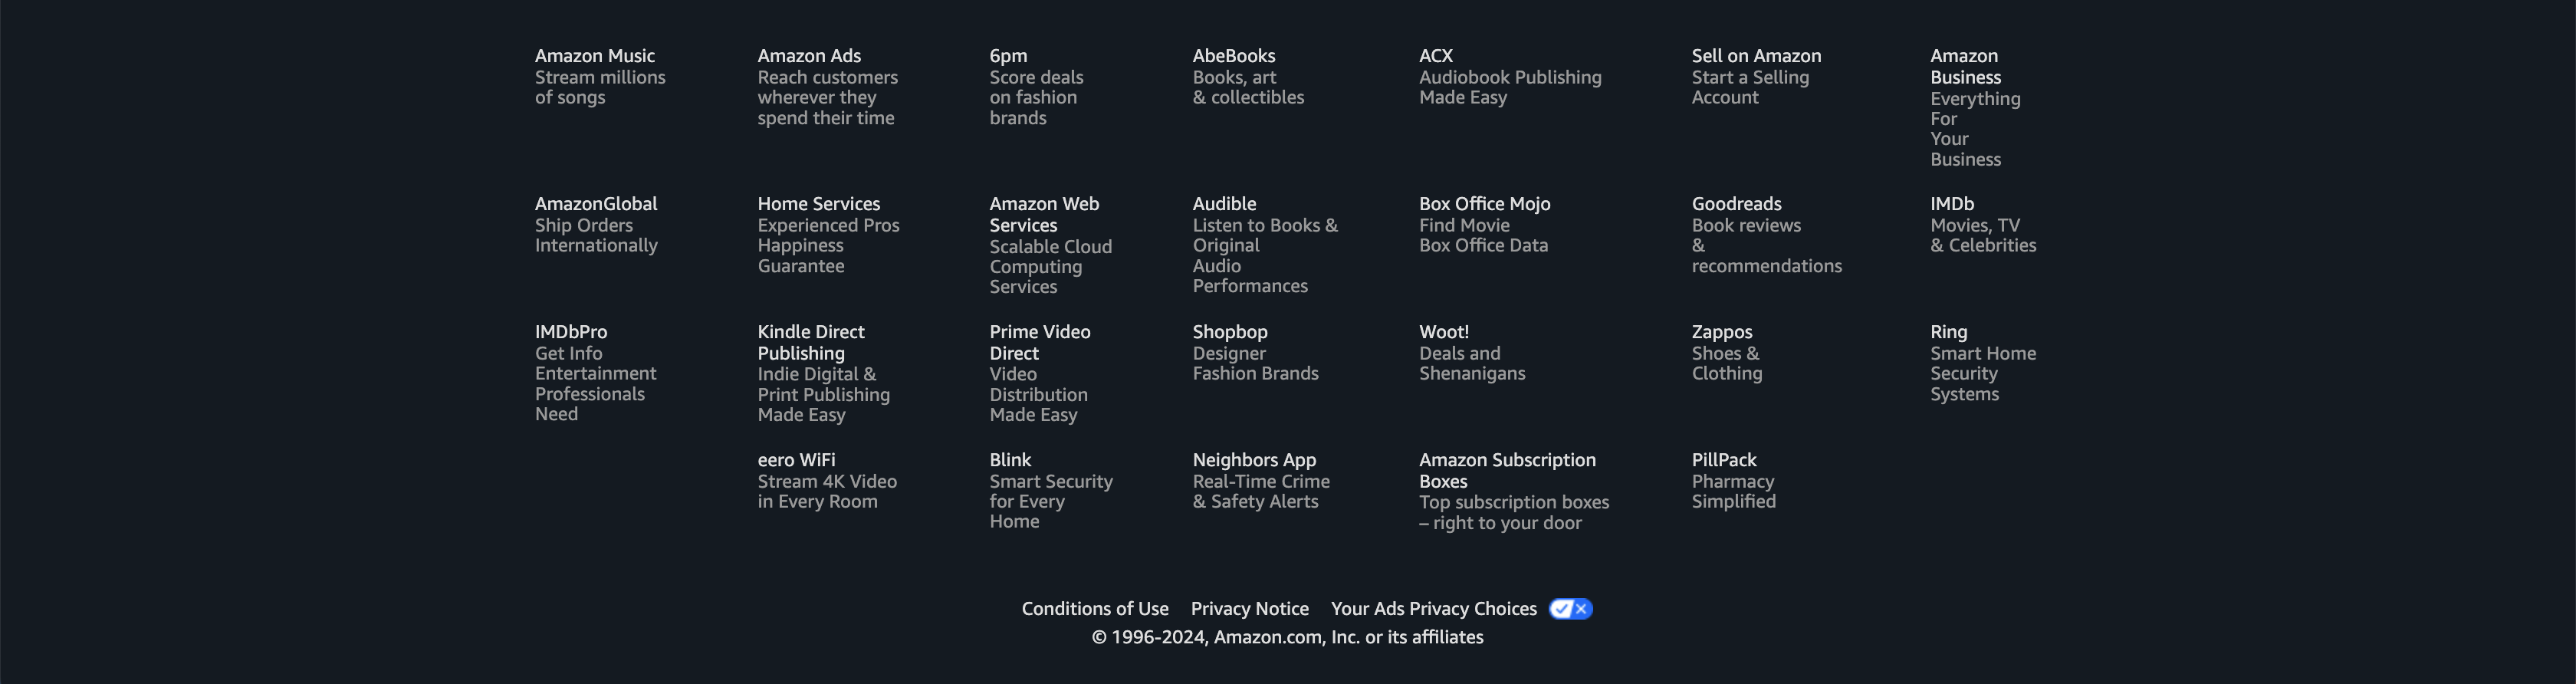 Amazon Music
Stream millions
of songs
Amazon Ads
Reach customers
wherever they
spend their time
6pm
Score deals
on fashion
brands
AbeBooks
Books, art
& collectibles
ACX
Audiobook Publishing
Made Easy
Sell on Amazon
Start a Selling
Account
Amazon
Business
Everything
For
Your
Business
AmazonGlobal
Ship Orders
Internationally
Home Services
Experienced Pros
Happiness
Guarantee
Amazon Web
Services
Scalable Cloud
Computing
Services
Audible
Listen to Books &
Original
Audio
Performances
Box Office Mojo
Find Movie
Box Office Data
Goodreads
Book reviews
&
recommendations
IMDb
Movies, TV
& Celebrities
IMDbPro
Get Info
Entertainment
Professionals
Need
Kindle Direct
Publishing
Indie Digital &
Print Publishing
Made Easy
Prime Video
Direct
Video
Distribution
Made Easy
Shopbop
Designer
Fashion Brands
Woot!
Deals and
Shenanigans
Zappos
Shoes &
Clothing
Ring
Smart Home
Security
Systems
eero WiFi
Stream 4K Video
in Every Room
Blink
Smart Security
for Every
Home
Neighbors App
Real-Time Crime
& Safety Alerts
Amazon Subscription
Boxes
Top subscription boxes
– right to your door
PillPack
Pharmacy
Simplified
Conditions of Use Privacy Notice Your Ads Privacy Choices
© 1996-2024, Amazon.com, Inc. or its affiliates